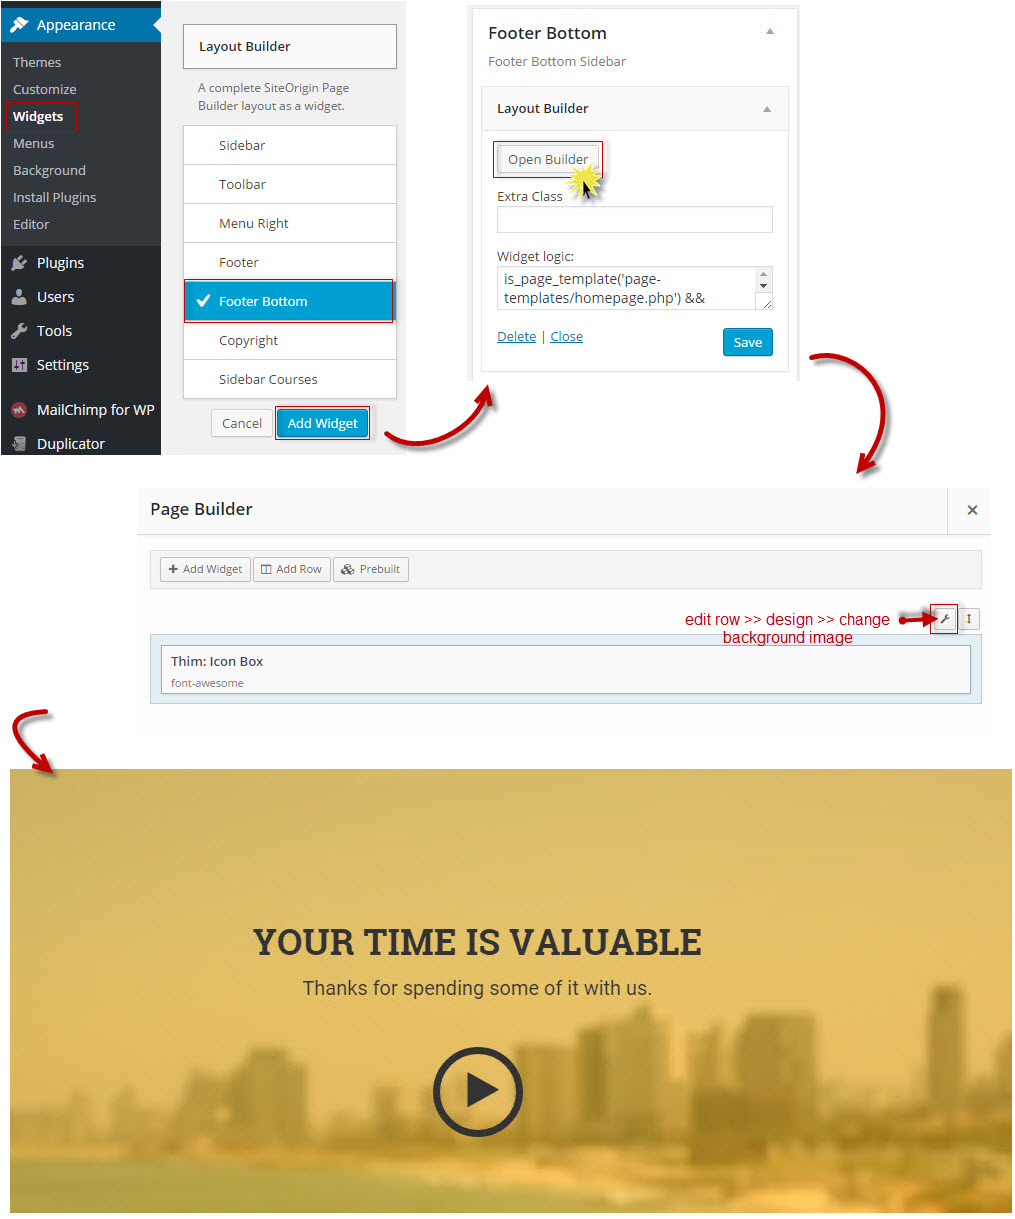 Appearance
Themes
Customize
Widgets
Menus
Background
Install Plugins
Editor
Plugins
Users
Tools
Settings
MailChimp for WP
Duplicator
Layout Builder
A complete SiteOrigin Page
Builder layout as a widget.
Sidebar
Toolbar
Menu Right
Footer
Footer Bottom
Copyright
Sidebar Courses
Cancel
Add Widget
Footer Bottom
Footer Bottom Sidebar
Layout Builder
Open Builder
Extra Class
Widget logic:
is_page_template('page-
templates/homepage.php') &&
Delete | Close
Save
Page Builder
Add Widget
Add Row
Prebuilt
edit row >> design >> change
background image
Thim: Icon Box
font-awesome
YOUR TIME IS VALUABLE
Thanks for spending some of it with us.